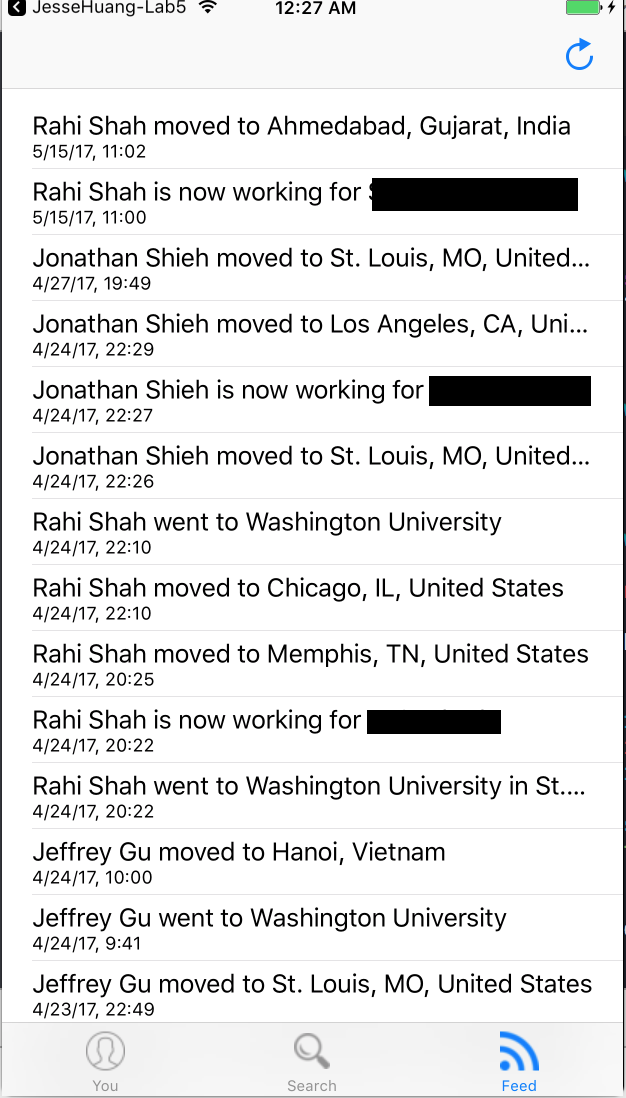 JesseHuang-Lab5 12:27 AM
Rahi Shah moved to Ahmedabad, Gujarat, India
5/15/17, 11:02
Rahi Shah is now working for
5/15/17, 11:00
Jonathan Shieh moved to St. Louis, MO, United...
4/27/17, 19:49
Jonathan Shieh moved to Los Angeles, CA, Uni...
4/24/17, 22:29
Jonathan Shieh is now working for
4/24/17, 22:27
Jonathan Shieh moved to St. Louis, MO, United...
4/24/17, 22:26
Rahi Shah went to Washington University
4/24/17, 22:10
Rahi Shah moved to Chicago, IL, United States
4/24/17, 22:10
Rahi Shah moved to Memphis, TN, United States
4/24/17, 20:25
Rahi Shah is now working for
4/24/17, 20:22
Rahi Shah went to Washington University in St....
4/24/17, 20:22
Jeffrey Gu moved to Hanoi, Vietnam
4/24/17, 10:00
Jeffrey Gu went to Washington University
4/24/17, 9:41
Jeffrey Gu moved to St. Louis, MO, United States
4/23/17, 22:49
You Search Feed